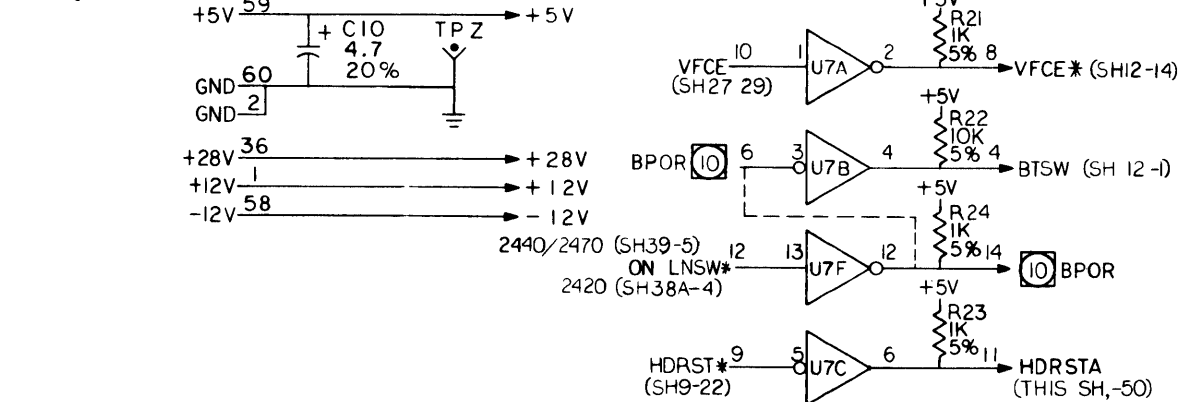 +5V 59 +5V
+ C10
4.7
20%
TPZ
GND 60
GND 2
+28V 36 +28V
+12V 1 +12V
-12V 58 -12V
+5V
R21
1K
5% 8
VFCE 10 1 U7A 2 VFCE* (SH12-14)
(SH27 29)
+5V
R22
10K
5% 4
BPOR 10 6 3 U7B 4 BTSW (SH 12-1)
+5V
R24
1K
5% 14
2440/2470 (SH39-5)
ON LNSW* 12 13 U7F 12 10 BPOR
2420 (SH38A-4)
+5V
R23
1K
5% 11
HDRST* 9 5 U7C 6 HDRSTA
(SH9-22) (THIS SH,-50)